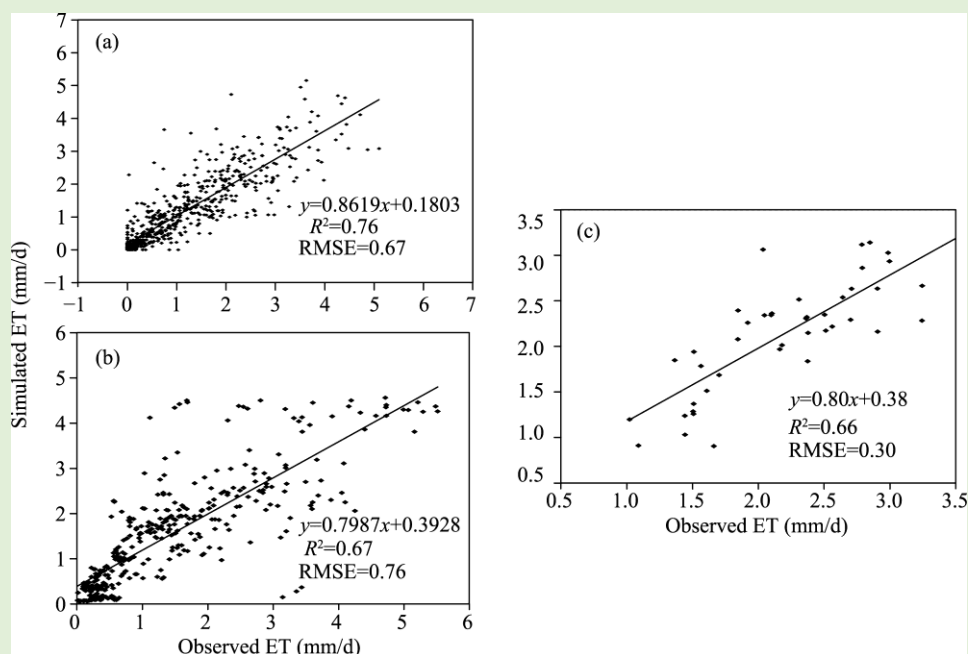 Simulated ET (mm/d)
(a)
7
6
5
4
3
2
1
0
−1
y=0.8619x+0.1803
R²=0.76
RMSE=0.67
−1 0 1 2 3 4 5 6 7
(b)
6
5
4
3
2
1
0
y=0.7987x+0.3928
R²=0.67
RMSE=0.76
0 1 2 3 4 5 6
Observed ET (mm/d)
(c)
3.5
3.0
2.5
2.0
1.5
1.0
0.5
y=0.80x+0.38
R²=0.66
RMSE=0.30
0.5 1.0 1.5 2.0 2.5 3.0 3.5
Observed ET (mm/d)